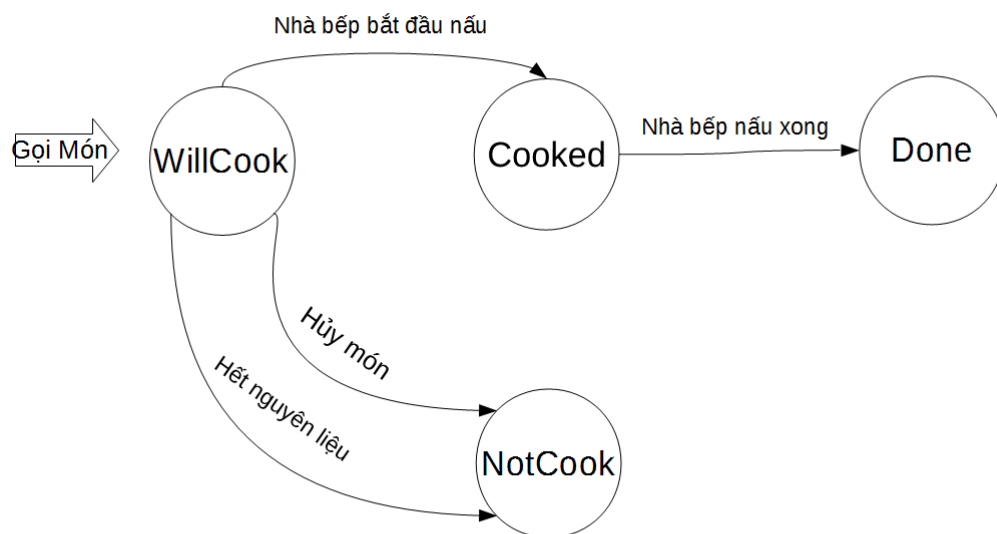 Nhà bếp bắt đầu nấu
Gọi Món
WillCook
Cooked
Nhà bếp nấu xong
Done
Hủy món
Hết nguyên liệu
NotCook